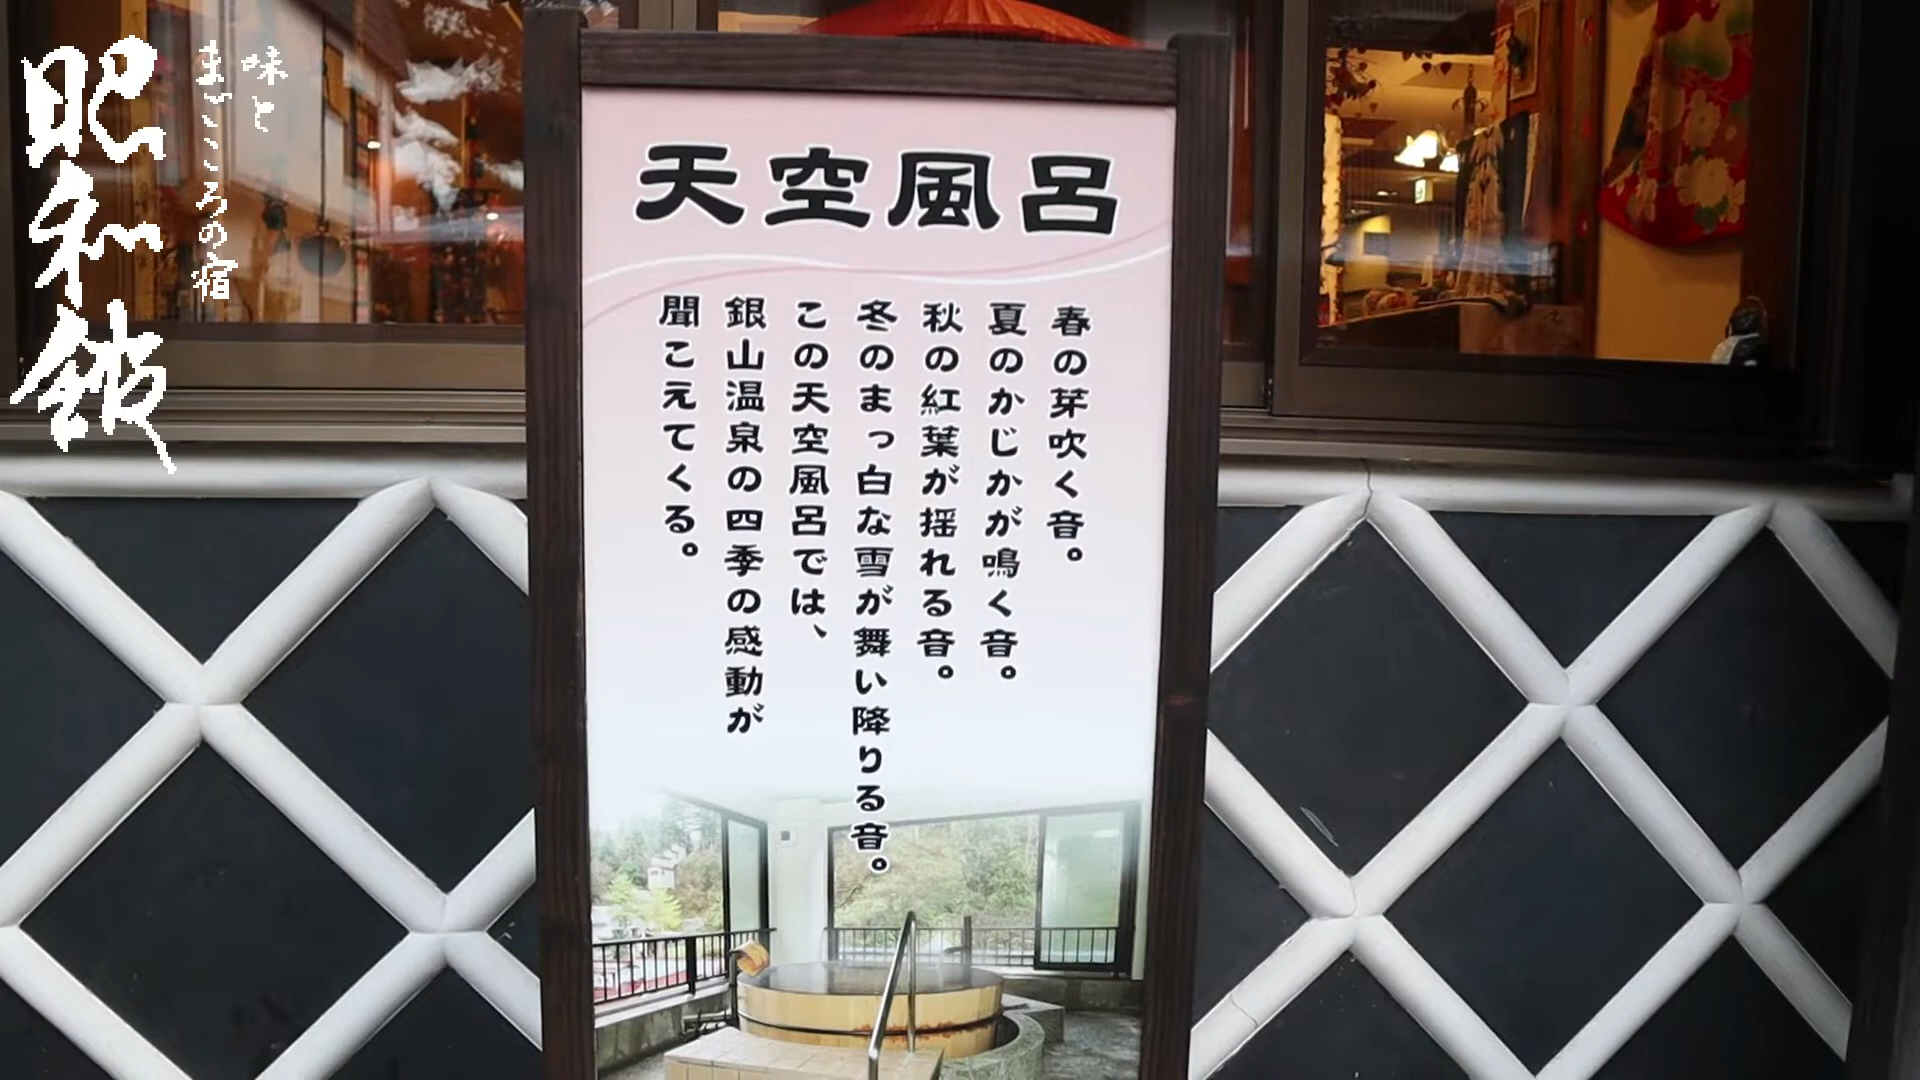 味と
まごころの宿
昭和館
天空風呂
春の芽吹く音。
夏のかじかが鳴く音。
秋の紅葉が揺れる音。
冬のまっ白な雪が舞い降りる音。
この天空風呂では、
銀山温泉の四季の感動が
聞こえてくる。